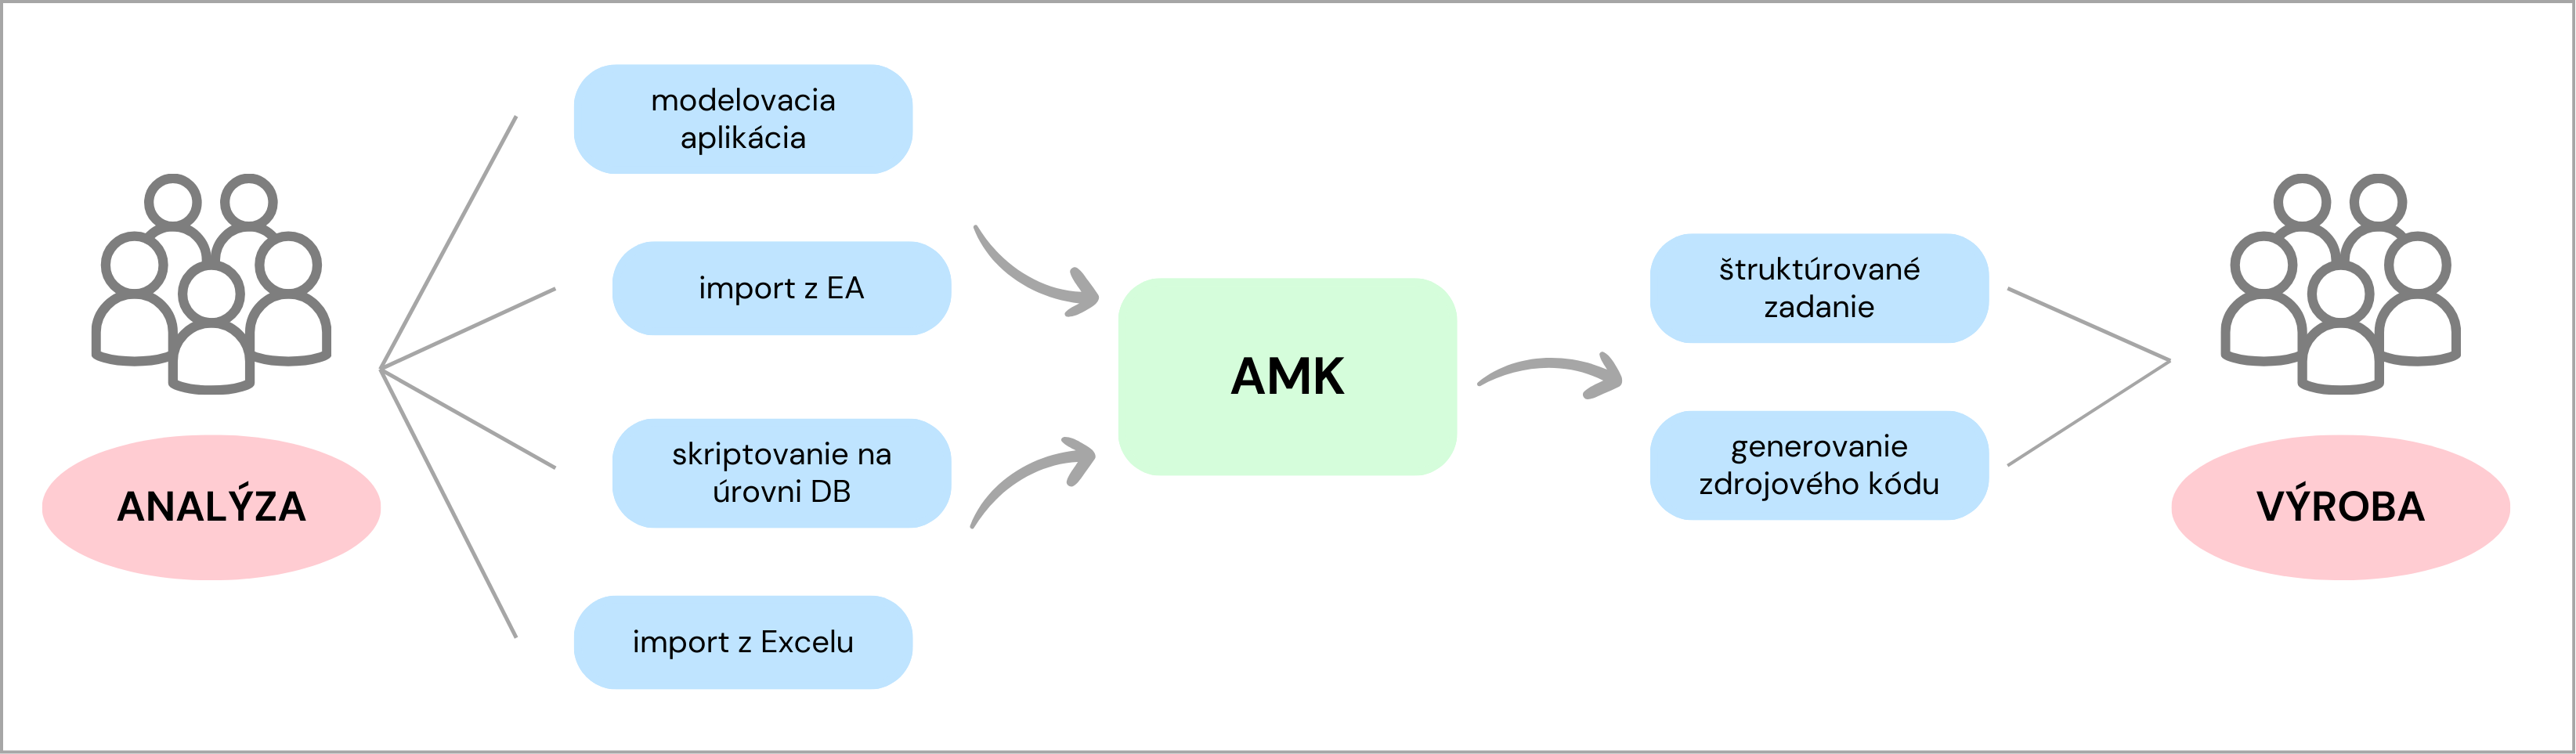 ANALÝZA
modelovacia
aplikácia
import z EA
skriptovanie na
úrovni DB
import z Excelu
AMK
štruktúrované
zadanie
generovanie
zdrojového kódu
VÝROBA